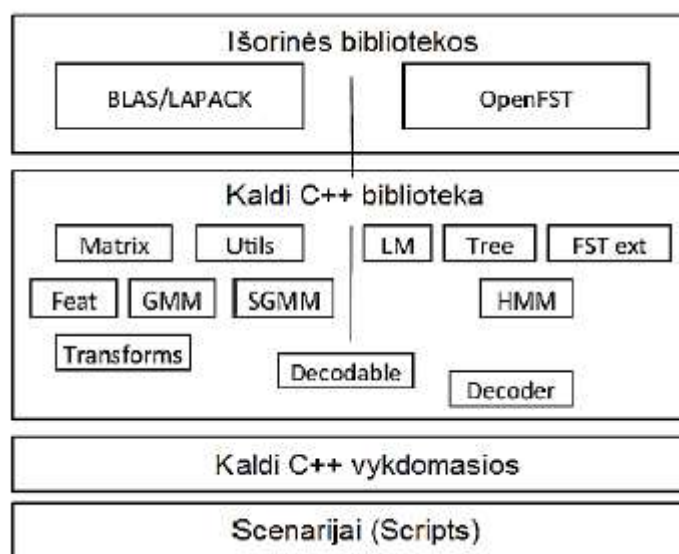 Išorinės bibliotekos
BLAS/LAPACK
OpenFST
Kaldi C++ biblioteka
Matrix
Utils
LM
Tree
FST ext
Feat
GMM
SGMM
HMM
Transforms
Decodable
Decoder
Kaldi C++ vykdomasios
Scenarijai (Scripts)